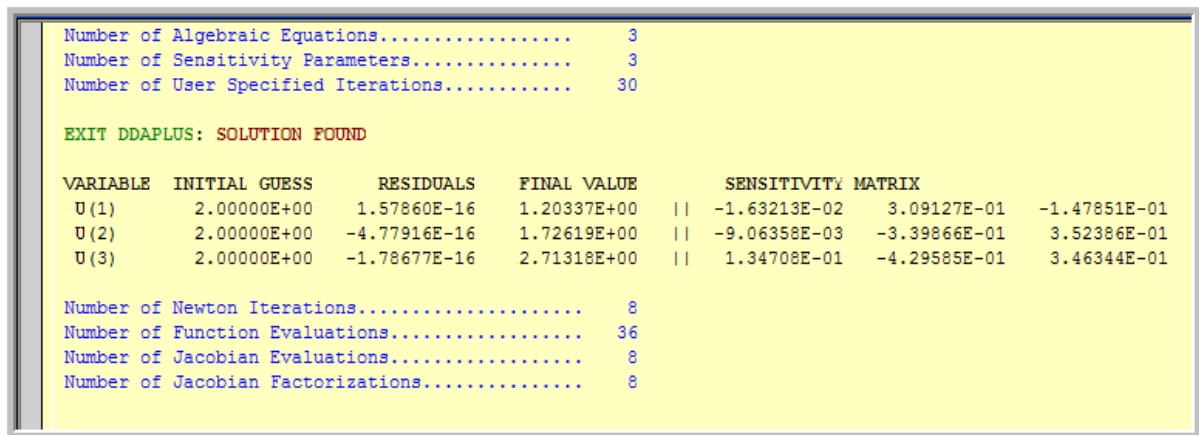 Number of Algebraic Equations.................. 3
Number of Sensitivity Parameters............... 3
Number of User Specified Iterations............ 30
EXIT DDAPLUS: SOLUTION FOUND
VARIABLE INITIAL GUESS RESIDUALS FINAL VALUE SENSITIVITY MATRIX
U(1) 2.00000E+00 1.57860E-16 1.20337E+00 || -1.63213E-02 3.09127E-01 -1.47851E-01
U(2) 2.00000E+00 -4.77916E-16 1.72619E+00 || -9.06358E-03 -3.39866E-01 3.52386E-01
U(3) 2.00000E+00 -1.78677E-16 2.71318E+00 || 1.34708E-01 -4.29585E-01 3.46344E-01
Number of Newton Iterations..................... 8
Number of Function Evaluations.................. 36
Number of Jacobian Evaluations.................. 8
Number of Jacobian Factorizations............... 8